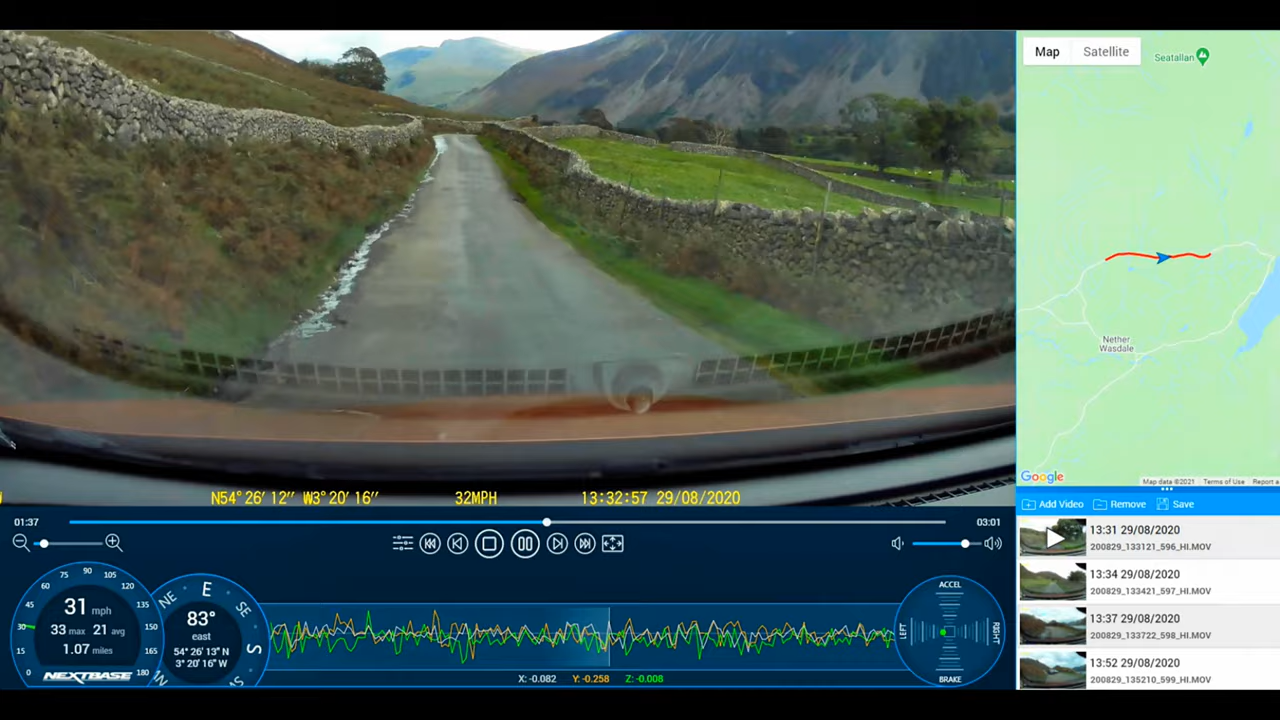 Map Satellite
Seatallan
Nether
Wasdale
Google
Map data ©2021 Terms of Use Report a
N54° 26' 12'' W3° 20' 16'' 32MPH 13:32:57 29/08/2020
01:37 03:01
Add Video Remove Save
13:31 29/08/2020
200829_133121_596_HI.MOV
13:34 29/08/2020
200829_133421_597_HI.MOV
13:37 29/08/2020
200829_133722_598_HI.MOV
13:52 29/08/2020
200829_135210_599_HI.MOV
0 15 30 45 60 75 90 105 120 135 150 165 180
31 mph
33 max 21 avg
1.07 miles
NEXTBASE
NE E SE S
83°
east
54° 26' 13" N
3° 20' 16" W
X: -0.082 Y: -0.258 Z: -0.008
ACCEL
LEFT RIGHT
BRAKE